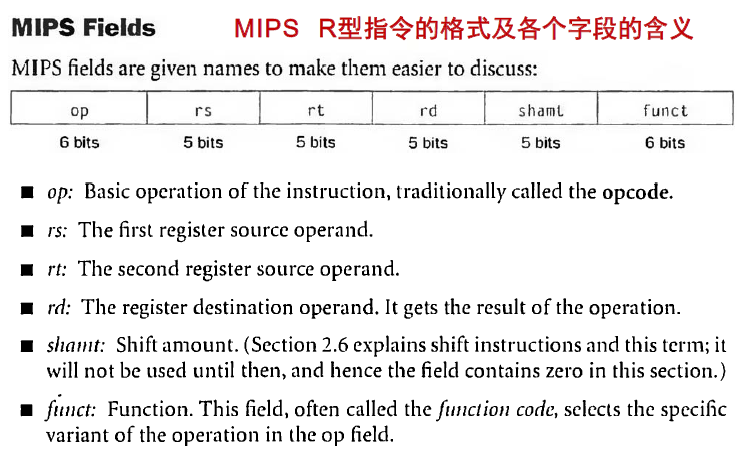 MIPS Fields MIPS R型指令的格式及各个字段的含义
MIPS fields are given names to make them easier to discuss:
op rs rt rd shamt funct
6 bits 5 bits 5 bits 5 bits 5 bits 6 bits
■ op: Basic operation of the instruction, traditionally called the opcode.
■ rs: The first register source operand.
■ rt: The second register source operand.
■ rd: The register destination operand. It gets the result of the operation.
■ shamt: Shift amount. (Section 2.6 explains shift instructions and this term; it
will not be used until then, and hence the field contains zero in this section.)
■ funct: Function. This field, often called the function code, selects the specific
variant of the operation in the op field.